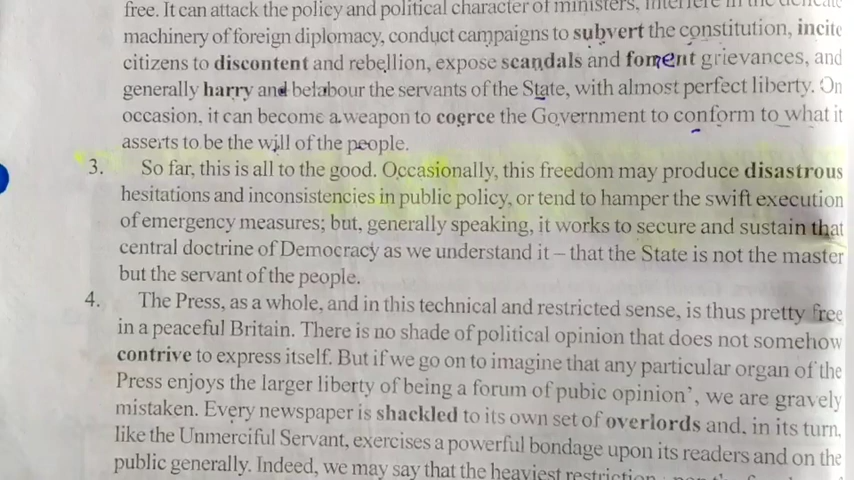 free. It can attack the policy and political character of ministers, interfere in the delicate
machinery of foreign diplomacy, conduct campaigns to subvert the constitution, incite
citizens to discontent and rebellion, expose scandals and foment grievances, and
generally harry and belabour the servants of the State, with almost perfect liberty. On
occasion, it can become a weapon to coerce the Government to conform to what it
asserts to be the will of the people.
3. So far, this is all to the good. Occasionally, this freedom may produce disastrous
hesitations and inconsistencies in public policy, or tend to hamper the swift execution
of emergency measures; but, generally speaking, it works to secure and sustain that
central doctrine of Democracy as we understand it – that the State is not the master
but the servant of the people.
4. The Press, as a whole, and in this technical and restricted sense, is thus pretty free
in a peaceful Britain. There is no shade of political opinion that does not somehow
contrive to express itself. But if we go on to imagine that any particular organ of the
Press enjoys the larger liberty of being a forum of pubic opinion’, we are gravely
mistaken. Every newspaper is shackled to its own set of overlords and, in its turn,
like the Unmerciful Servant, exercises a powerful bondage upon its readers and on the
public generally. Indeed, we may say that the heaviest restriction